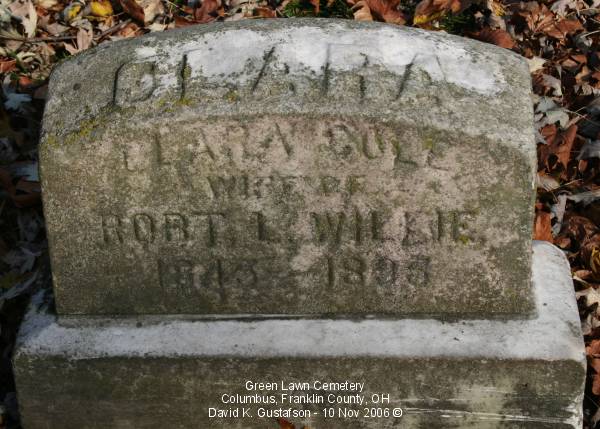 CLARA
CLARA COLE
WIFE OF
ROBT. L. WILLIE
1843 - 1898
Green Lawn Cemetery
Columbus, Franklin County, OH
David K. Gustafson - 10 Nov 2006 ©